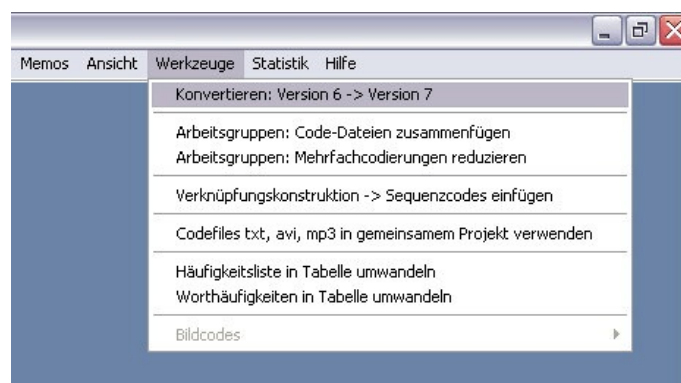 Memos Ansicht Werkzeuge Statistik Hilfe
Konvertieren: Version 6 -> Version 7
Arbeitsgruppen: Code-Dateien zusammenfügen
Arbeitsgruppen: Mehrfachcodierungen reduzieren
Verknüpfungskonstruktion -> Sequenzcodes einfügen
Codefiles txt, avi, mp3 in gemeinsamem Projekt verwenden
Häufigkeitsliste in Tabelle umwandeln
Worthäufigkeiten in Tabelle umwandeln
Bildcodes